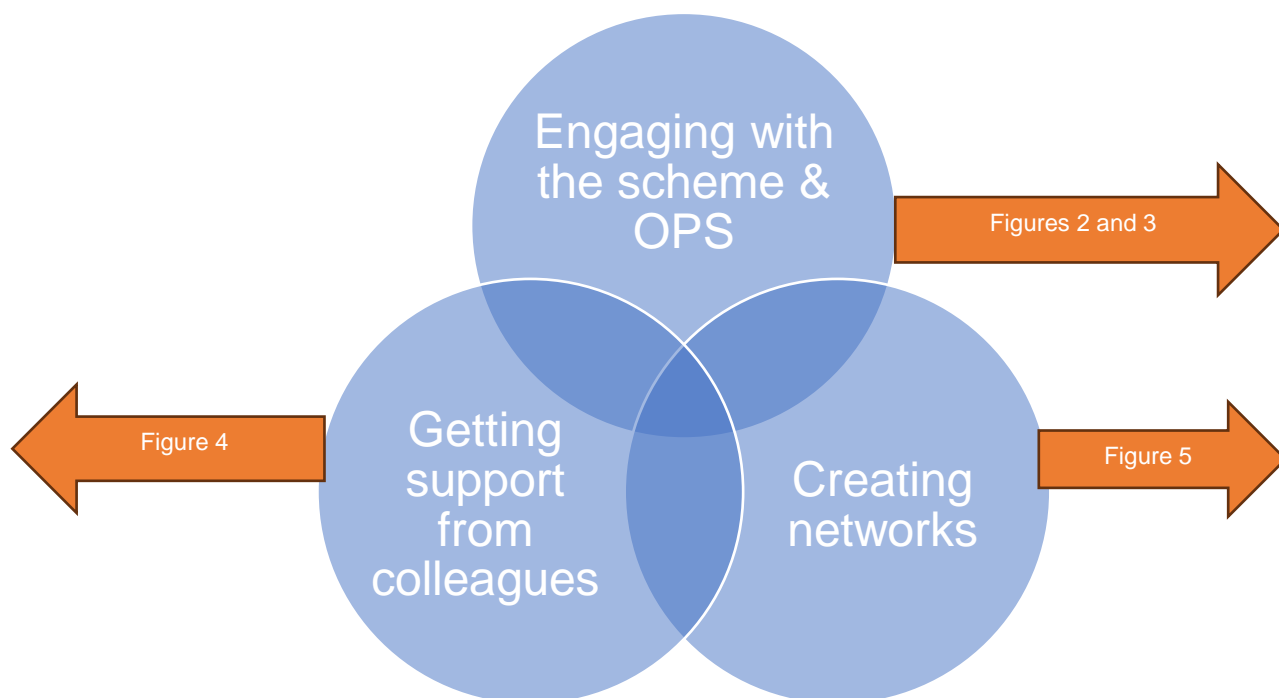 Engaging with
the scheme &
OPS
Figures 2 and 3
Figure 4
Getting
support
from
colleagues
Creating
networks
Figure 5